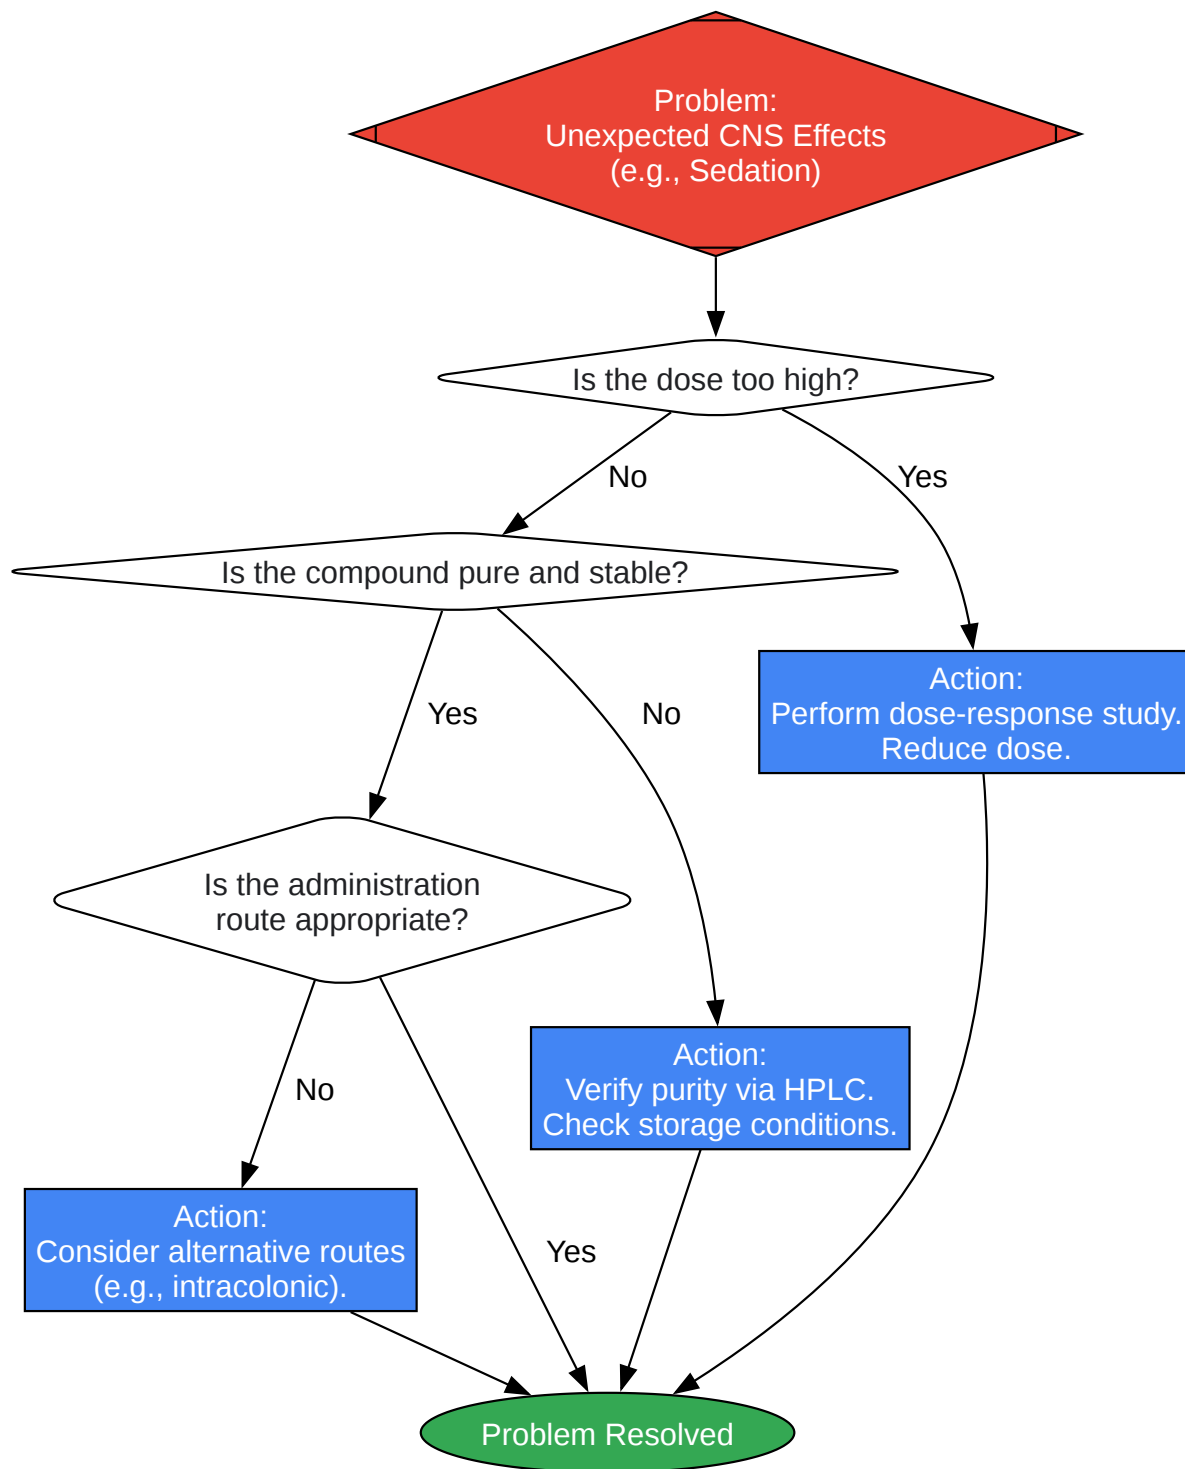 Problem:
Unexpected CNS Effects
(e.g., Sedation)
Is the dose too high?
No
Yes
Is the compound pure and stable?
Action:
Perform dose-response study.
Reduce dose.
Yes
No
Is the administration
route appropriate?
Action:
Verify purity via HPLC.
Check storage conditions.
No
Action:
Consider alternative routes
(e.g., intracolonic).
Yes
Problem Resolved